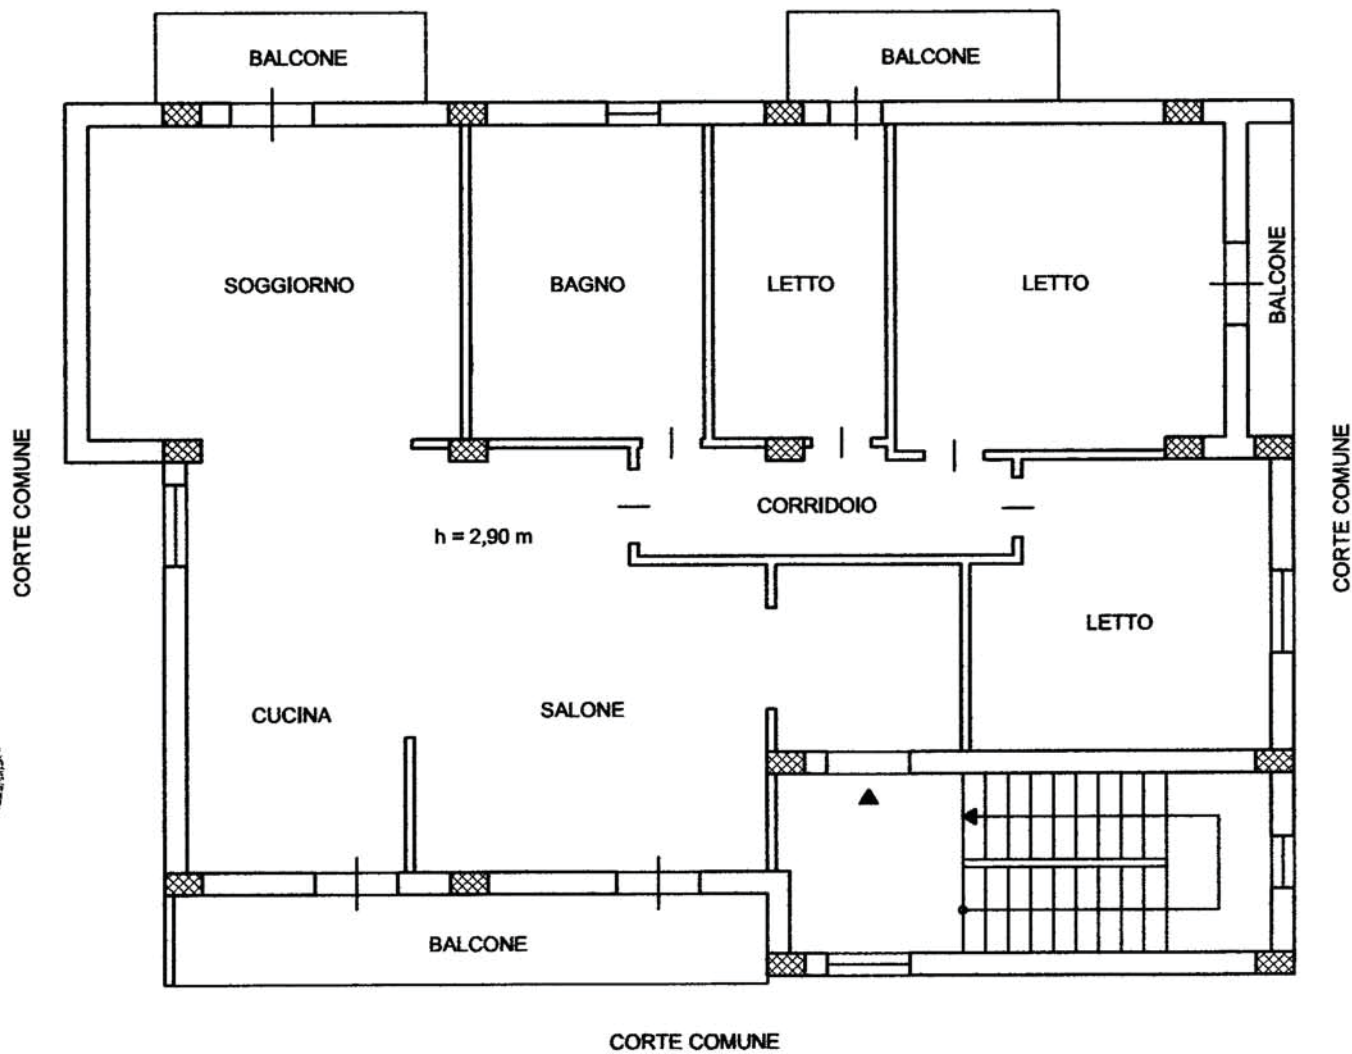 BALCONE
BALCONE
SOGGIORNO
BAGNO
LETTO
LETTO
BALCONE
CORTE COMUNE
CORTE COMUNE
CORRIDOIO
h = 2,90 m
LETTO
CUCINA
SALONE
BALCONE
CORTE COMUNE